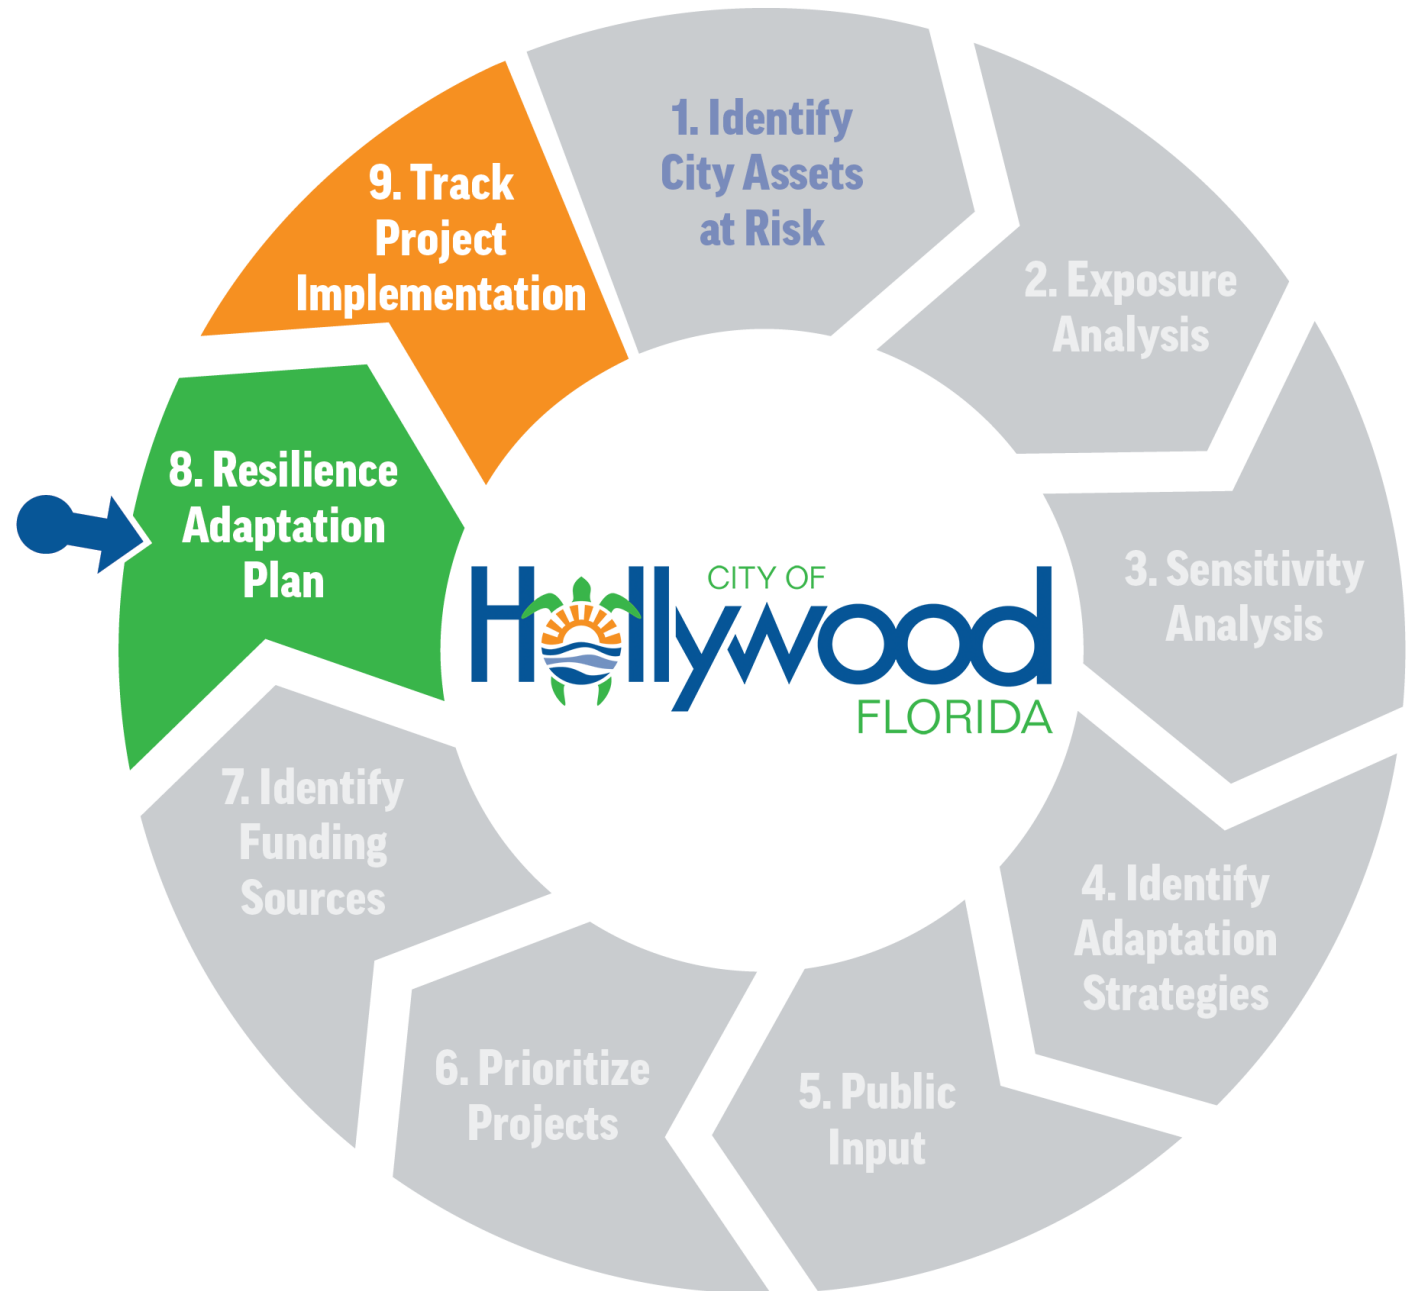 1. Identify
City Assets
at Risk
2. Exposure
Analysis
3. Sensitivity
Analysis
4. Identify
Adaptation
Strategies
5. Public
Input
6. Prioritize
Projects
7. Identify
Funding
Sources
8. Resilience
Adaptation
Plan
9. Track
Project
Implementation
CITY OF
Hollywood
FLORIDA